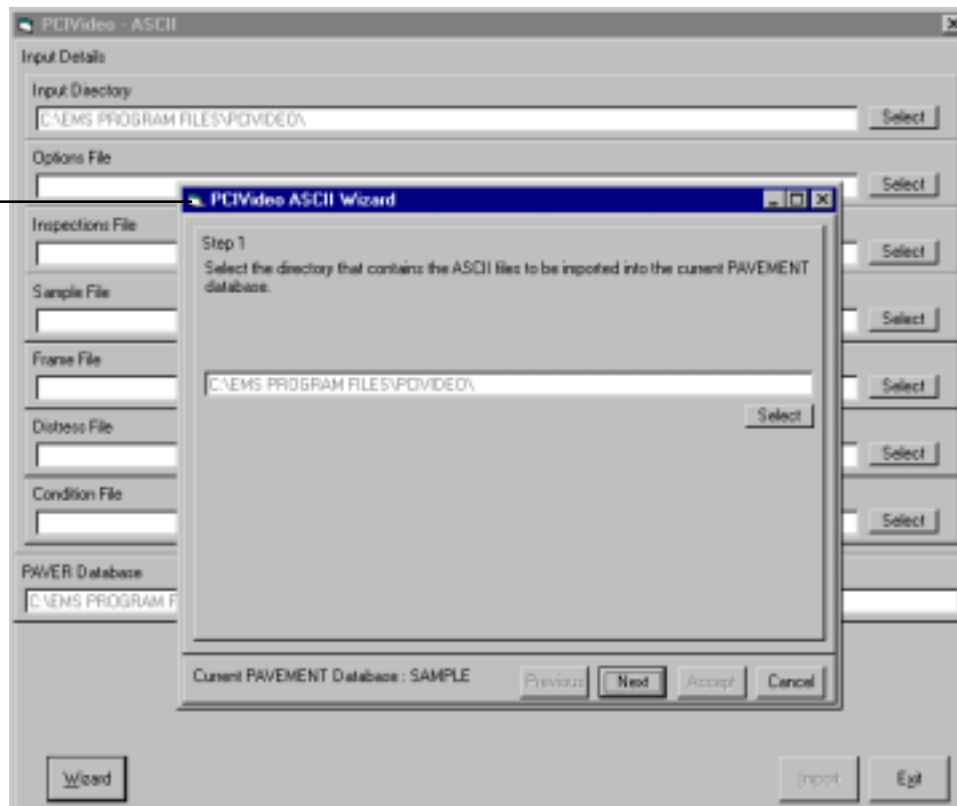 PCIVideo - ASCII
Input Details
Input Directory
C:\EMS PROGRAM FILES\PCIVIDEO\
Select
Options File
Select
Inspections File
Select
Sample File
Select
Frame File
Select
Distress File
Select
Condition File
Select
PAVER Database
C:\EMS PROGRAM F
PCIVideo ASCII Wizard
Step 1
Select the directory that contains the ASCII files to be imported into the current PAVEMENT
database.
C:\EMS PROGRAM FILES\PCIVIDEO\
Select
Current PAVEMENT Database : SAMPLE
Previous
Next
Accept
Cancel
Wizard
Import
Exit